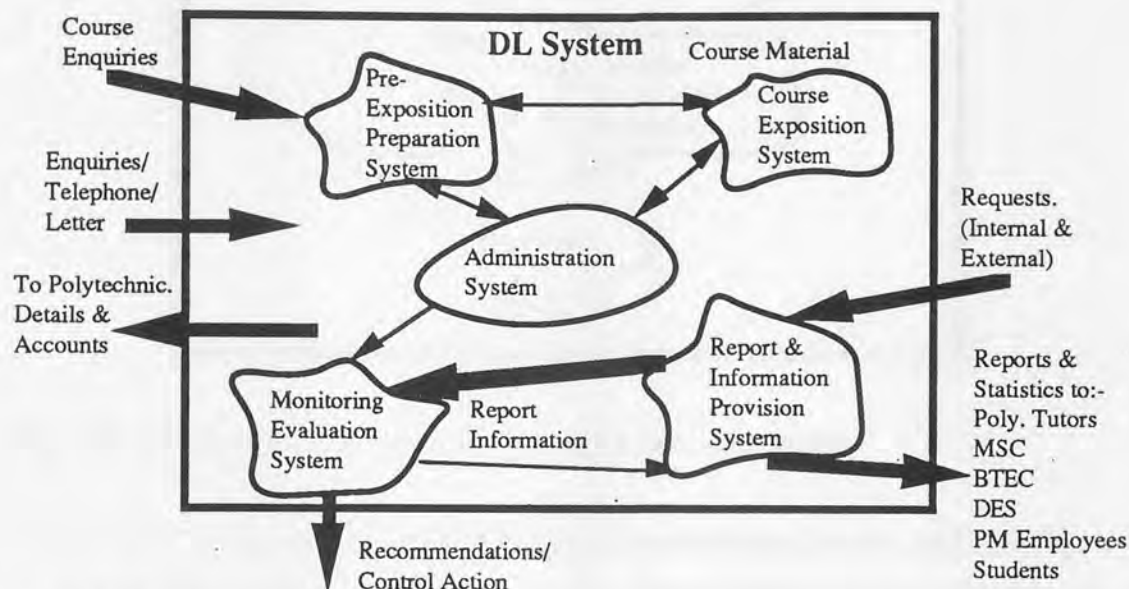 Course
Enquiries
DL System
Course Material
Pre-
Exposition
Preparation
System
Course
Exposition
System
Enquiries/
Telephone/
Letter
Requests.
(Internal &
External)
Administration
System
To Polytechnic.
Details &
Accounts
Report &
Information
Provision
System
Monitoring
Evaluation
System
Report
Information
Reports &
Statistics to:-
Poly. Tutors
MSC
BTEC
DES
PM Employees
Students
Recommendations/
Control Action